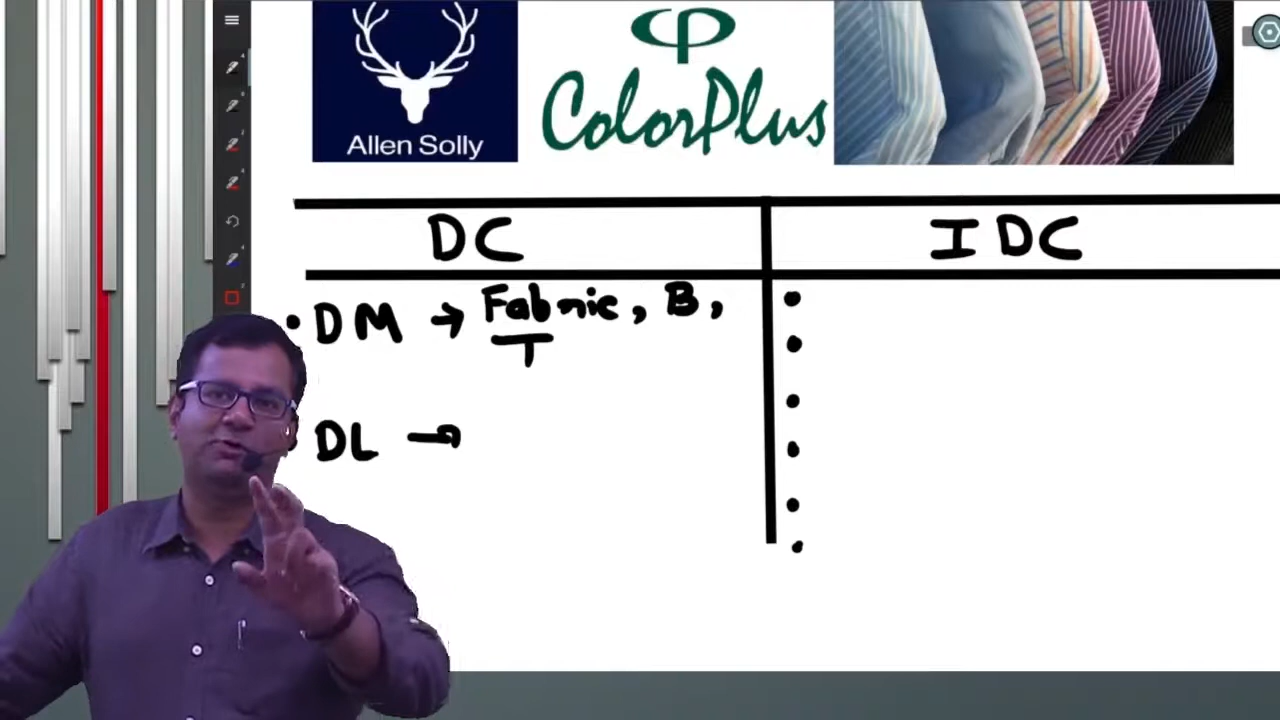 Allen Solly
CP
ColorPlus
DC
IDC
• DM → Fabric, B,
T
• DL →